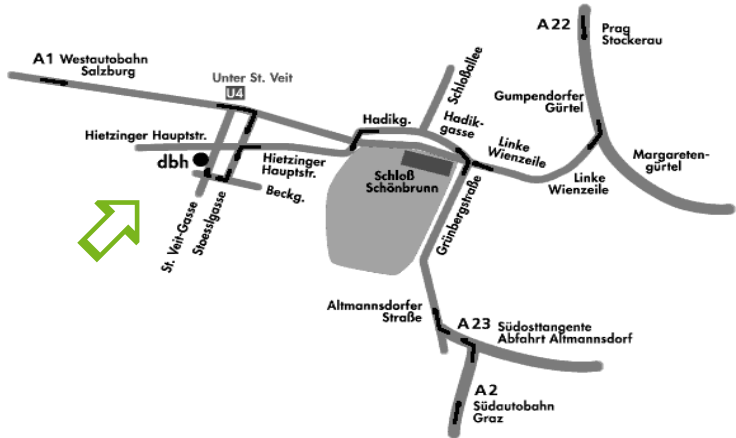 A22
Prag
Stockerau
A1 Westautobahn
Salzburg
Unter St. Veit
U4
Schloßallee
Gumpendorfer
Gürtel
Hadikg.
Hadik-
gasse
Hietzinger Hauptstr.
Linke
Wienzeile
Margareten-
gürtel
dbh
Hietzinger
Hauptstr.
Schloß
Schönbrunn
Linke
Wienzeile
Beckg.
St. Veit-Gasse
Stoesslgasse
Grünbergstraße
Altmannsdorfer
Straße
A23
Südosttangente
Abfahrt Altmannsdorf
A2
Südautobahn
Graz